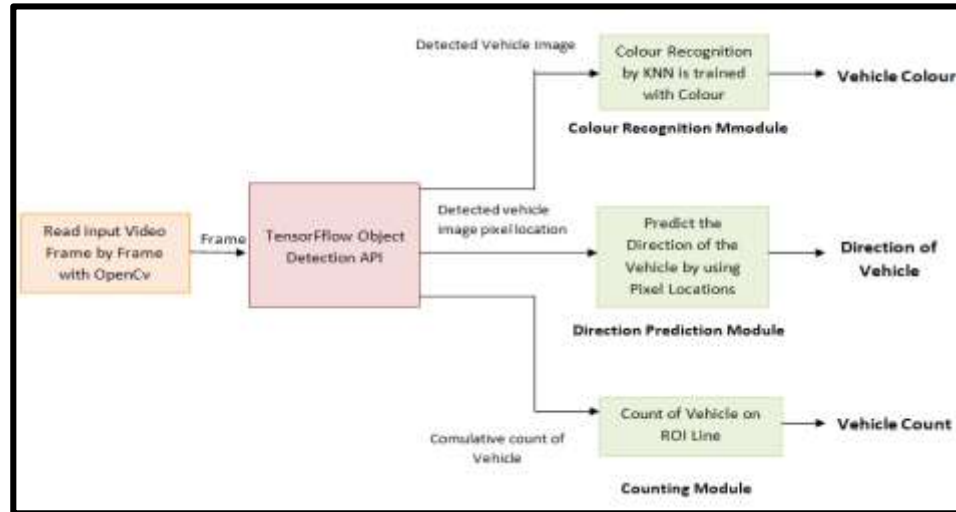 Detected Vehicle Image
Colour Recognition
by KNN is trained
with Colour
Vehicle Colour
Colour Recognition Mmodule
Read Input Video
Frame by Frame
with OpenCv
Frame
TensorFflow Object
Detection API
Detected vehicle
image pixel location
Predict the
Direction of the
Vehicle by using
Pixel Locations
Direction of
Vehicle
Direction Prediction Module
Comulative count of
Vehicle
Count of Vehicle on
ROI Line
Vehicle Count
Counting Module